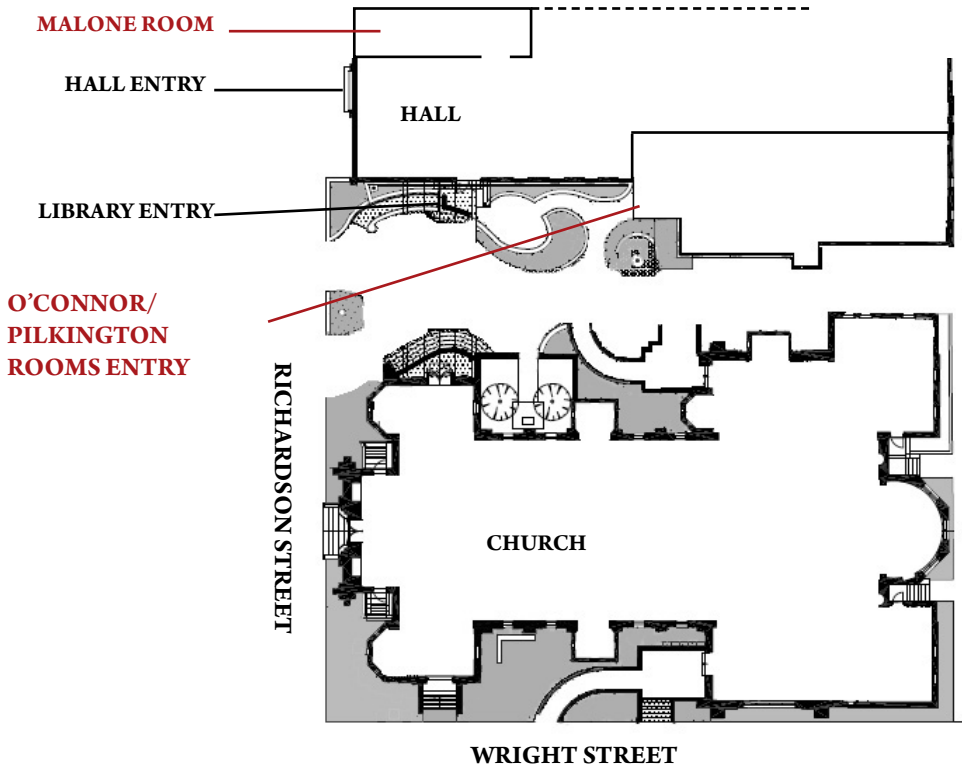 MALONE ROOM
HALL ENTRY
HALL
LIBRARY ENTRY
O'CONNOR/
PILKINGTON
ROOMS ENTRY
RICHARDSON STREET
CHURCH
WRIGHT STREET